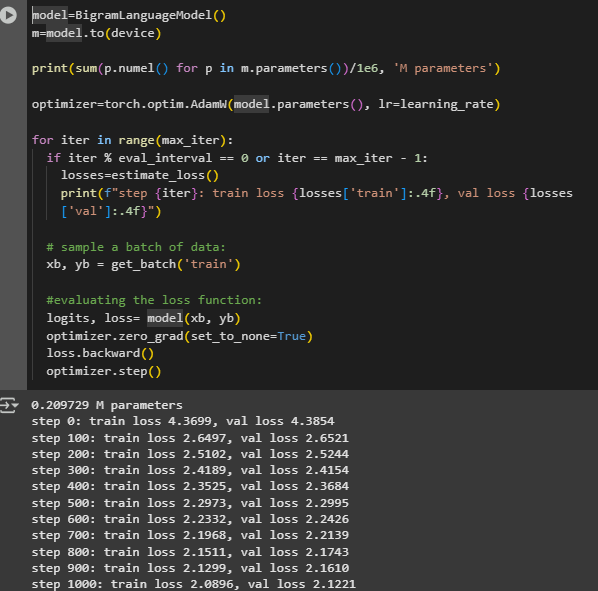 model=BigramLanguageModel()
m=model.to(device)
print(sum(p.numel() for p in m.parameters())/1e6, 'M parameters')
optimizer=torch.optim.AdamW(model.parameters(), lr=learning_rate)
for iter in range(max_iter):
  if iter % eval_interval == 0 or iter == max_iter - 1:
    losses=estimate_loss()
    print(f"step {iter}: train loss {losses['train']:.4f}, val loss {losses
    ['val']:.4f}")
  # sample a batch of data:
  xb, yb = get_batch('train')
  #evaluating the loss function:
  logits, loss= model(xb, yb)
  optimizer.zero_grad(set_to_none=True)
  loss.backward()
  optimizer.step()
0.209729 M parameters
step 0: train loss 4.3699, val loss 4.3854
step 100: train loss 2.6497, val loss 2.6521
step 200: train loss 2.5102, val loss 2.5244
step 300: train loss 2.4189, val loss 2.4154
step 400: train loss 2.3525, val loss 2.3684
step 500: train loss 2.2973, val loss 2.2995
step 600: train loss 2.2332, val loss 2.2426
step 700: train loss 2.1968, val loss 2.2139
step 800: train loss 2.1511, val loss 2.1743
step 900: train loss 2.1299, val loss 2.1610
step 1000: train loss 2.0896, val loss 2.1221